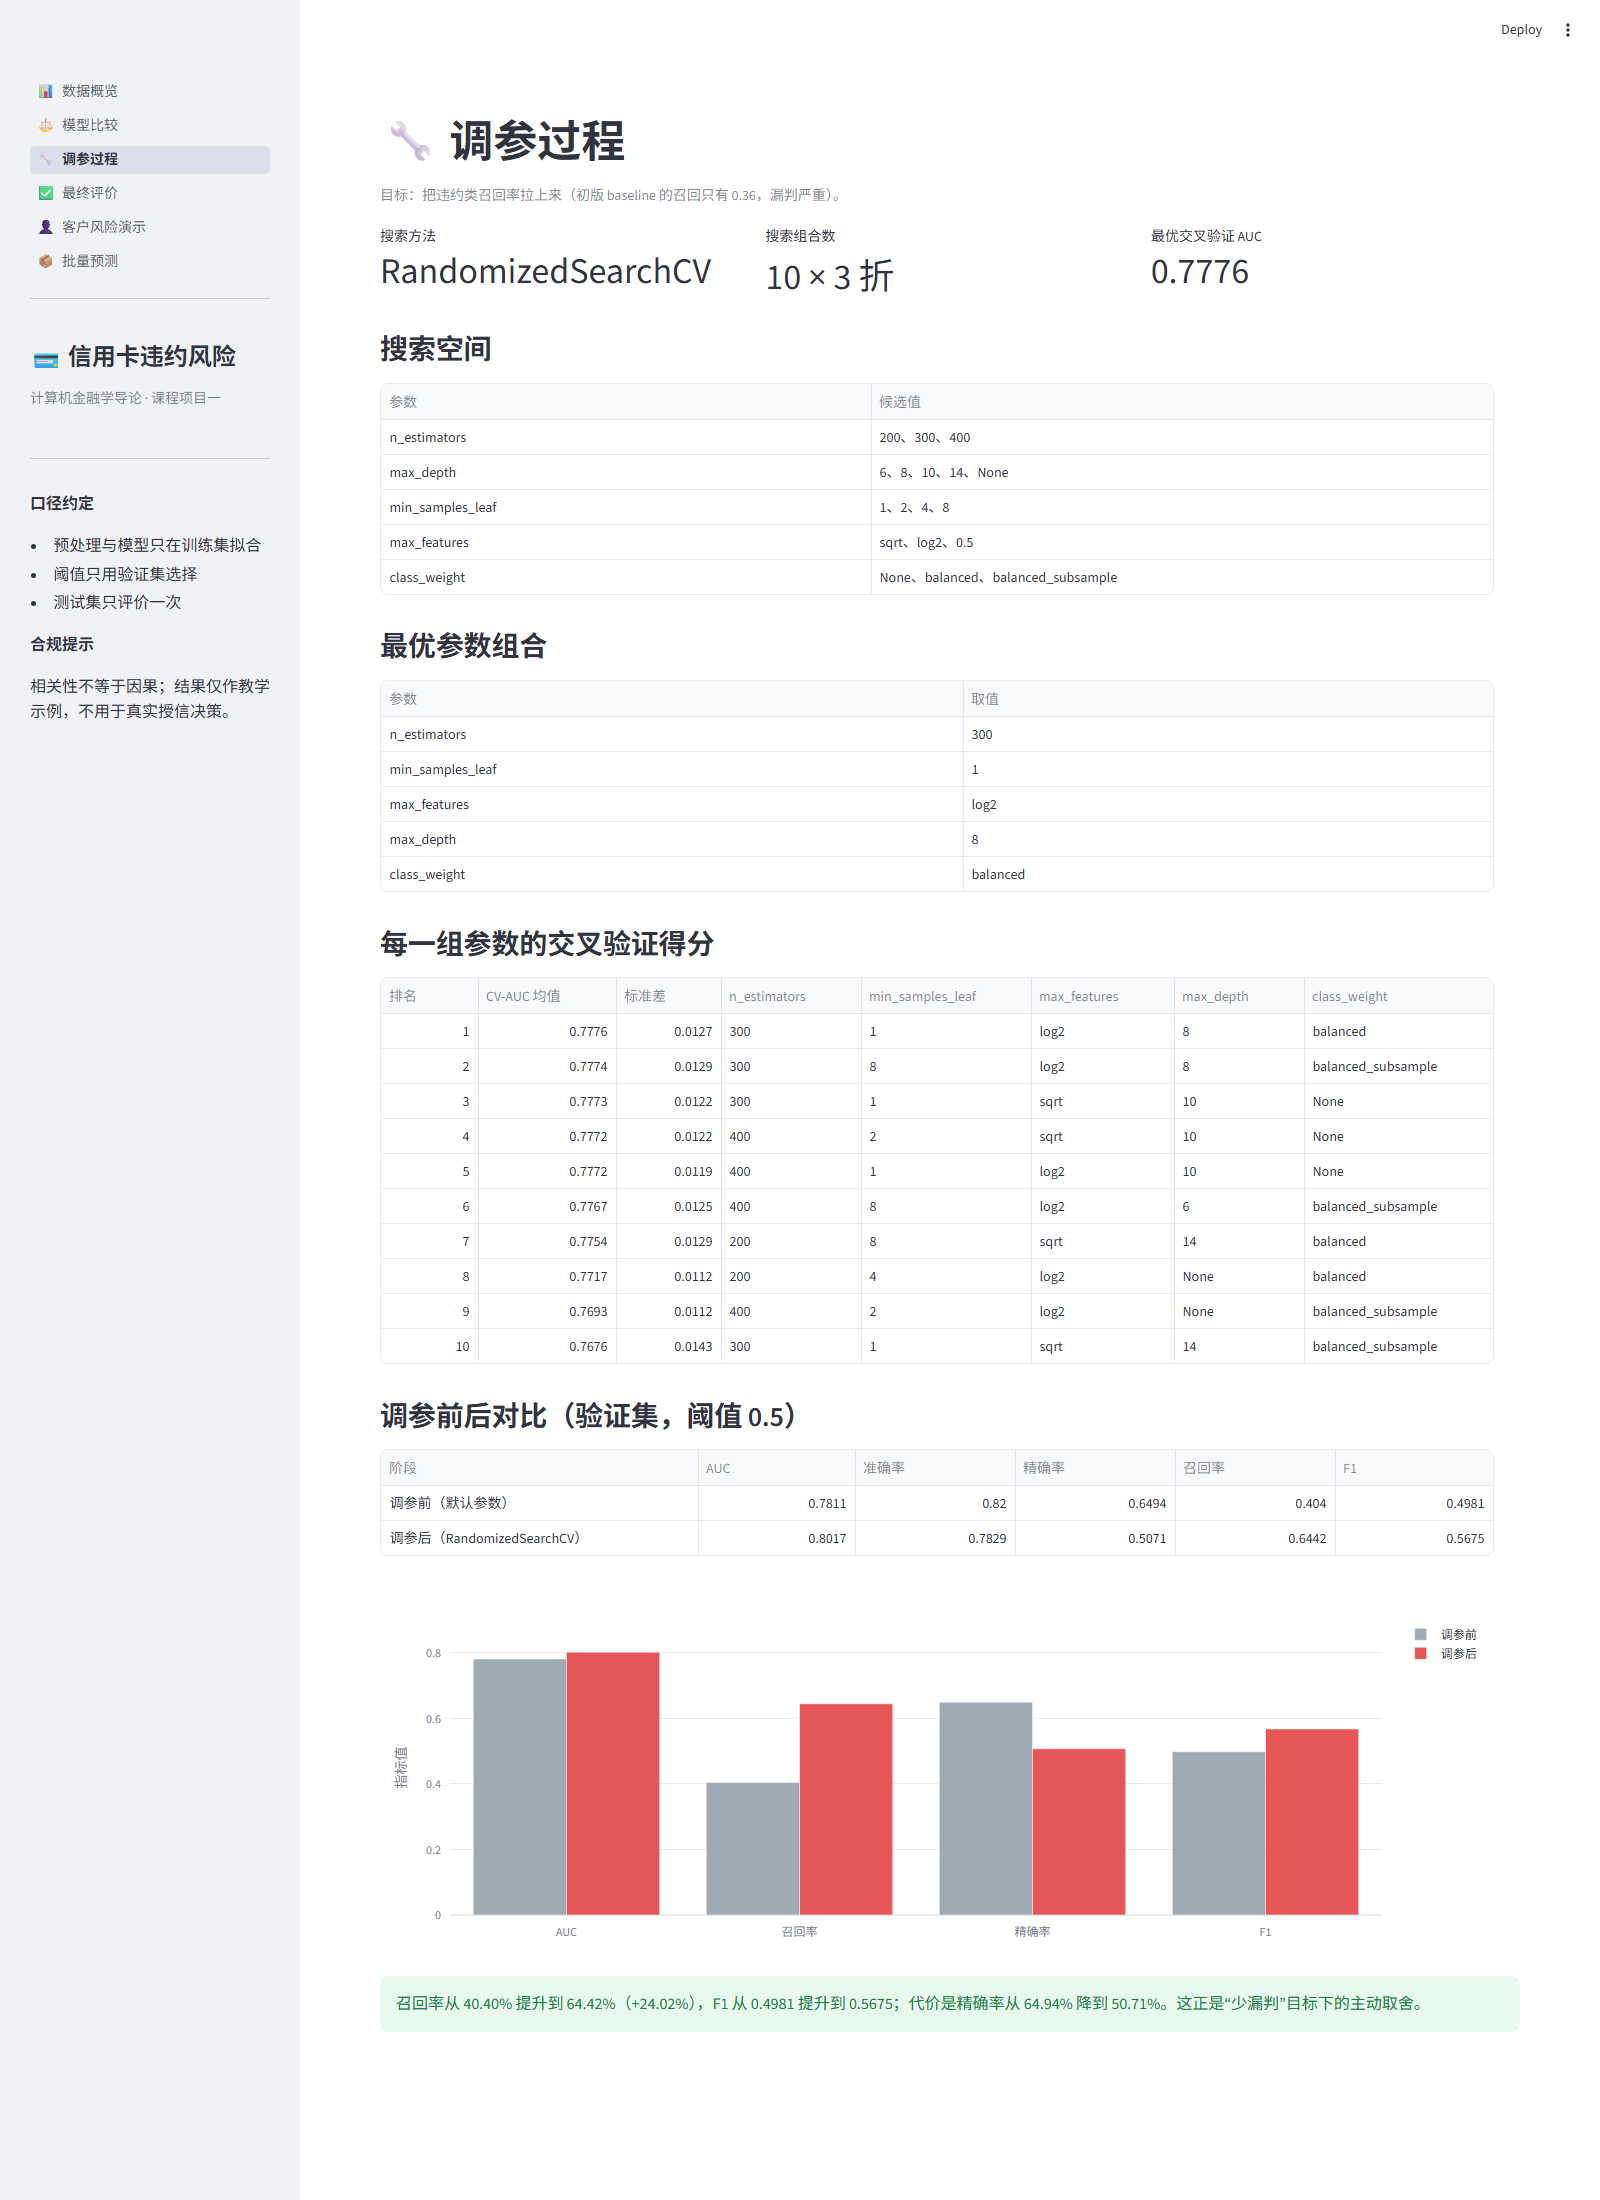 Deploy
数据概览
模型比较
调参过程
最终评价
客户风险演示
批量预测
信用卡违约风险
计算机金融学导论 · 课程项目一
口径约定
• 预处理与模型只在训练集拟合
• 阈值只用验证集选择
• 测试集只评价一次
合规提示
相关性不等于因果；结果仅作教学
示例，不用于真实授信决策。
调参过程
目标：把违约类召回率拉上来（初版 baseline 的召回只有 0.36，漏判严重）。
搜索方法 搜索组合数 最优交叉验证 AUC
RandomizedSearchCV 10 × 3 折 0.7776
搜索空间
参数 候选值
n_estimators 200、300、400
max_depth 6、8、10、14、None
min_samples_leaf 1、2、4、8
max_features sqrt、log2、0.5
class_weight None、balanced、balanced_subsample
最优参数组合
参数 取值
n_estimators 300
min_samples_leaf 1
max_features log2
max_depth 8
class_weight balanced
每一组参数的交叉验证得分
排名 CV-AUC 均值 标准差 n_estimators min_samples_leaf max_features max_depth class_weight
1 0.7776 0.0127 300 1 log2 8 balanced
2 0.7774 0.0129 300 8 log2 8 balanced_subsample
3 0.7773 0.0122 300 1 sqrt 10 None
4 0.7772 0.0122 400 2 sqrt 10 None
5 0.7772 0.0119 400 1 log2 10 None
6 0.7767 0.0125 400 8 log2 6 balanced_subsample
7 0.7754 0.0129 200 8 sqrt 14 balanced
8 0.7717 0.0112 200 4 log2 None balanced
9 0.7693 0.0112 400 2 log2 None balanced_subsample
10 0.7676 0.0143 300 1 sqrt 14 balanced_subsample
调参前后对比（验证集，阈值 0.5）
阶段 AUC 准确率 精确率 召回率 F1
调参前（默认参数） 0.7811 0.82 0.6494 0.404 0.4981
调参后（RandomizedSearchCV） 0.8017 0.7829 0.5071 0.6442 0.5675
调参前
调参后
指标值
0.8
0.6
0.4
0.2
0
AUC 召回率 精确率 F1
召回率从 40.40% 提升到 64.42%（+24.02%），F1 从 0.4981 提升到 0.5675；代价是精确率从 64.94% 降到 50.71%。这正是“少漏判”目标下的主动取舍。